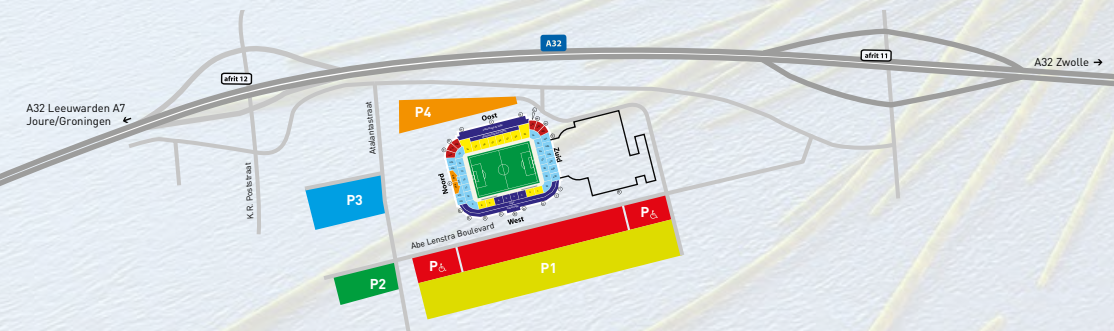 A32
afrit 11
A32 Zwolle →
afrit 12
A32 Leeuwarden A7
Joure/Groningen ←
Atalantastraat
K.R. Poststraat
P4
Oost
Zuid
Noord
West
P3
Abe Lenstra Boulevard
P
P
P2
P1